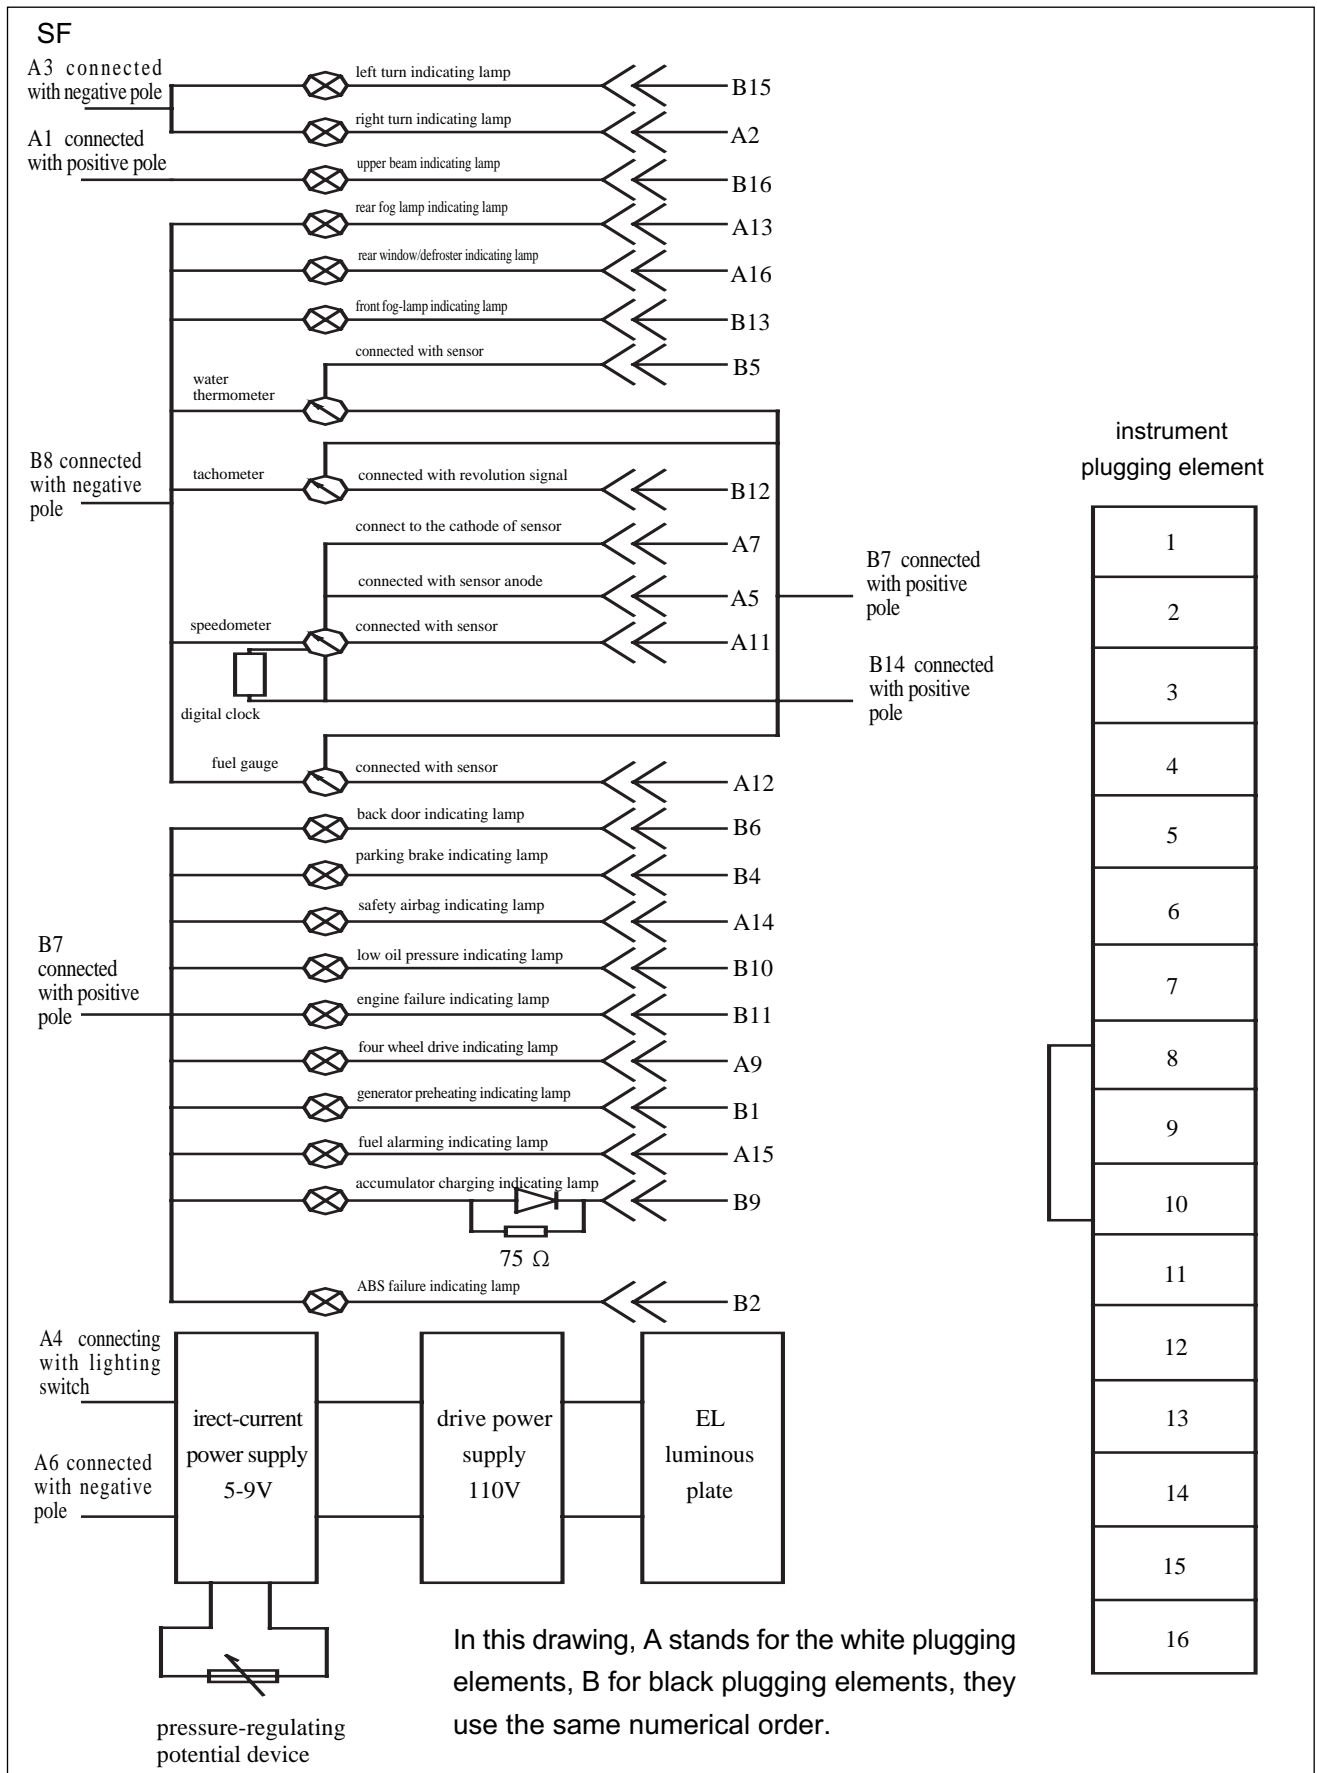 SF
A3 connected
with negative pole
left turn indicating lamp
B15
right turn indicating lamp
A2
A1 connected
with positive pole
upper beam indicating lamp
B16
rear fog lamp indicating lamp
A13
rear window/defroster indicating lamp
A16
front fog-lamp indicating lamp
B13
connected with sensor
B5
water
thermometer
B8 connected
with negative
pole
tachometer
connected with revolution signal
B12
connect to the cathode of sensor
A7
connected with sensor anode
A5
speedometer
connected with sensor
A11
digital clock
B7 connected
with positive
pole
B14 connected
with positive
pole
fuel gauge
connected with sensor
A12
back door indicating lamp
B6
parking brake indicating lamp
B4
safety airbag indicating lamp
A14
B7
connected
with positive
pole
low oil pressure indicating lamp
B10
engine failure indicating lamp
B11
four wheel drive indicating lamp
A9
generator preheating indicating lamp
B1
fuel alarming indicating lamp
A15
accumulator charging indicating lamp
B9
75 Ω
ABS failure indicating lamp
B2
A4 connecting
with lighting
switch
A6 connected
with negative
pole
irect-current
power supply
5-9V
drive power
supply
110V
EL
luminous
plate
pressure-regulating
potential device
In this drawing, A stands for the white plugging
elements, B for black plugging elements, they
use the same numerical order.
instrument
plugging element
1
2
3
4
5
6
7
8
9
10
11
12
13
14
15
16